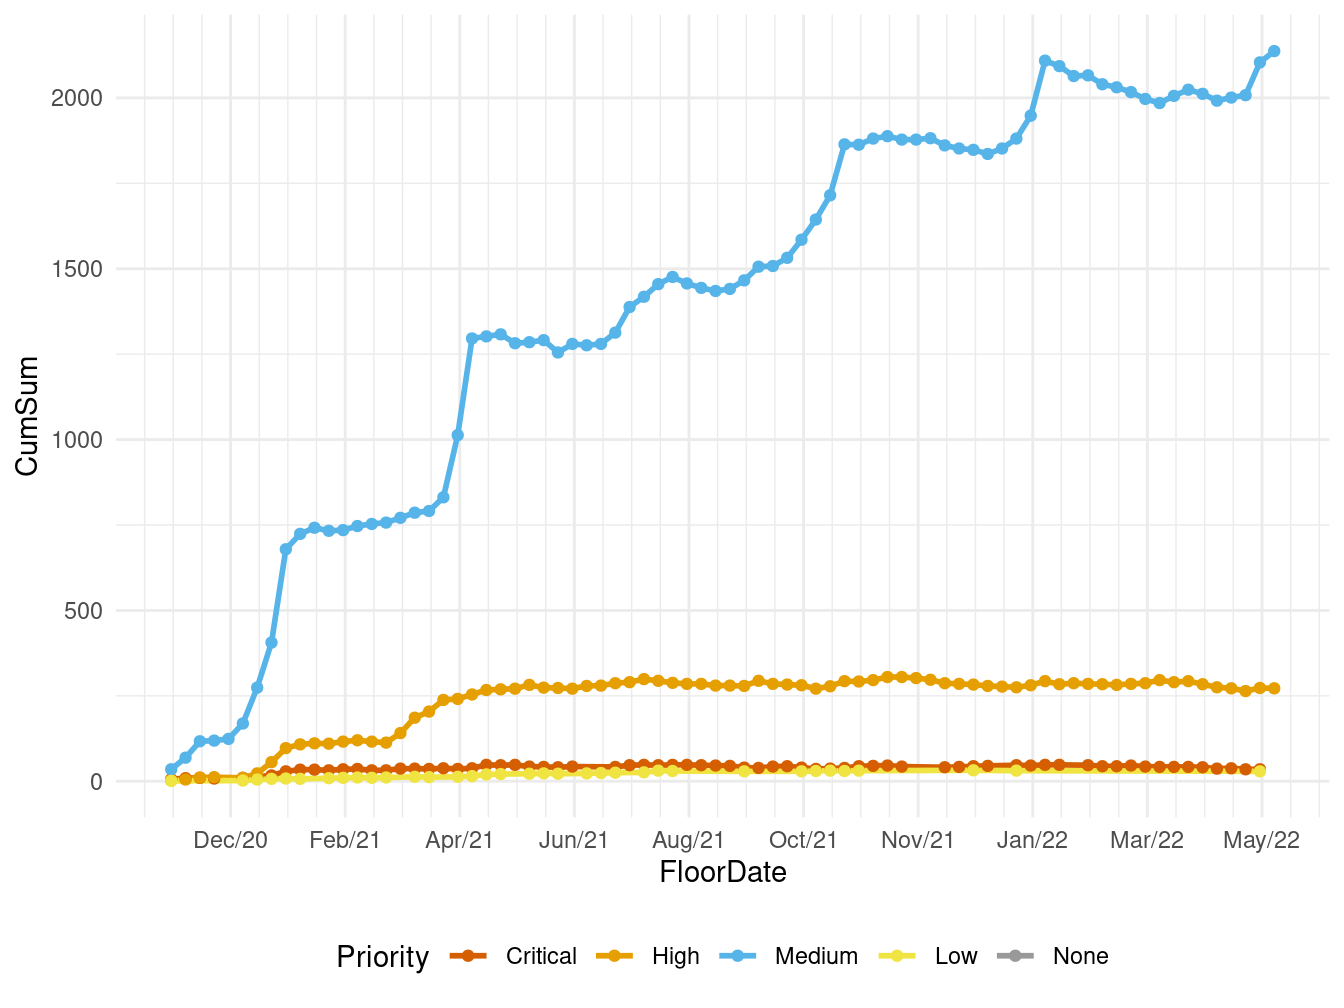 2000
1500
1000
500
0
CumSum
Dec/20 Feb/21 Apr/21 Jun/21 Aug/21 Oct/21 Nov/21 Jan/22 Mar/22 May/22
FloorDate
Priority Critical High Medium Low None